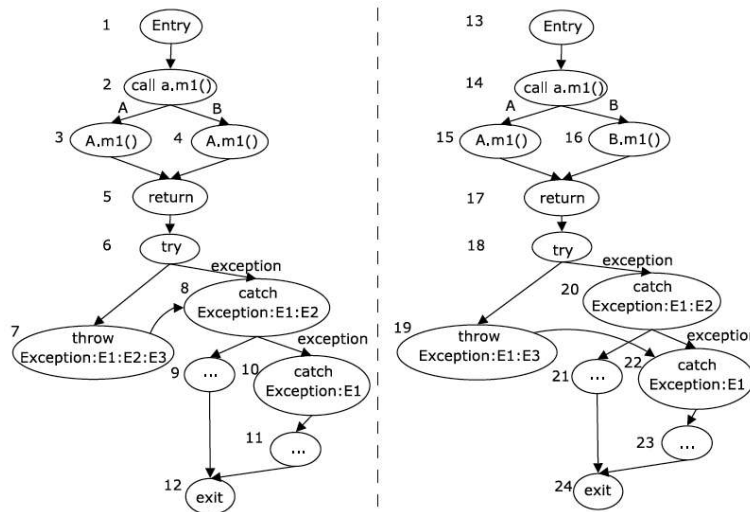 1 Entry
2 call a.m1()
A B
3 A.m1() 4 A.m1()
5 return
6 try
exception
8 catch
Exception:E1:E2
7 throw
Exception:E1:E2:E3
exception
9 ...
10 catch
Exception:E1
11 ...
12 exit
13 Entry
14 call a.m1()
A B
15 A.m1() 16 B.m1()
17 return
18 try
exception
20 catch
Exception:E1:E2
19 throw
Exception:E1:E3
exception
21 ...
22 catch
Exception:E1
23 ...
24 exit